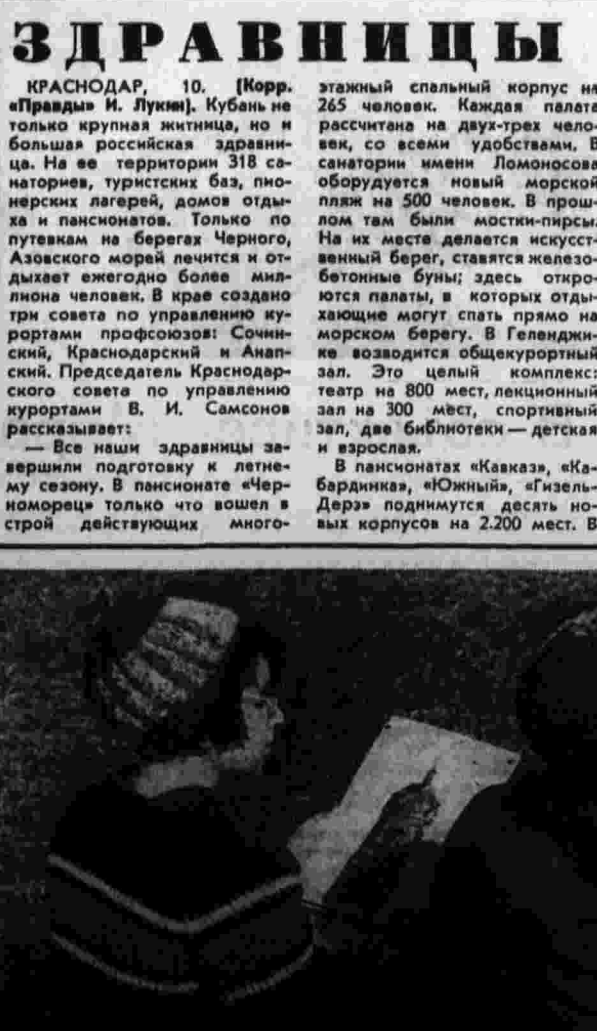 ЗДРАВНИЦЫ
КРАСНОДАР, 10. (Корр.
«Правды» И. Лукин). Кубань не
только крупная житница, но и
большая российская здравни-
ца. На ее территории 318 са-
наториев, туристских баз, пио-
нерских лагерей, домов отды-
ха и пансионатов. Только по
путевкам на берегах Черного,
Азовского морей лечится и от-
дыхает ежегодно более мил-
лиона человек. В крае создано
три совета по управлению ку-
рортами профсоюзов: Сочин-
ский, Краснодарский и Анап-
ский. Председатель Краснодар-
ского совета по управлению
курортами В. И. Самсонов
рассказывает:
— Все наши здравницы за-
вершили подготовку к летне-
му сезону. В пансионате «Чер-
номорец» только что вошел в
строй действующих много-
этажный спальный корпус на
265 человек. Каждая палата
рассчитана на двух-трех чело-
век, со всеми удобствами. В
санатории имени Ломоносова
оборудуется новый морской
пляж на 500 человек. В прош-
лом там были мостки-пирсы.
На их месте делается искусст-
венный берег, ставятся железо-
бетонные буны; здесь откро-
ются палаты, в которых отды-
хающие могут спать прямо на
морском берегу. В Геленджи-
ке возводится общекурортный
зал. Это целый комплекс:
театр на 800 мест, лекционный
зал на 300 мест, спортивный
зал, две библиотеки — детская
и взрослая.
В пансионатах «Кавказ», «Ка-
бардинка», «Южный», «Гизель-
Дерэ» поднимутся десять но-
вых корпусов на 2.200 мест. В